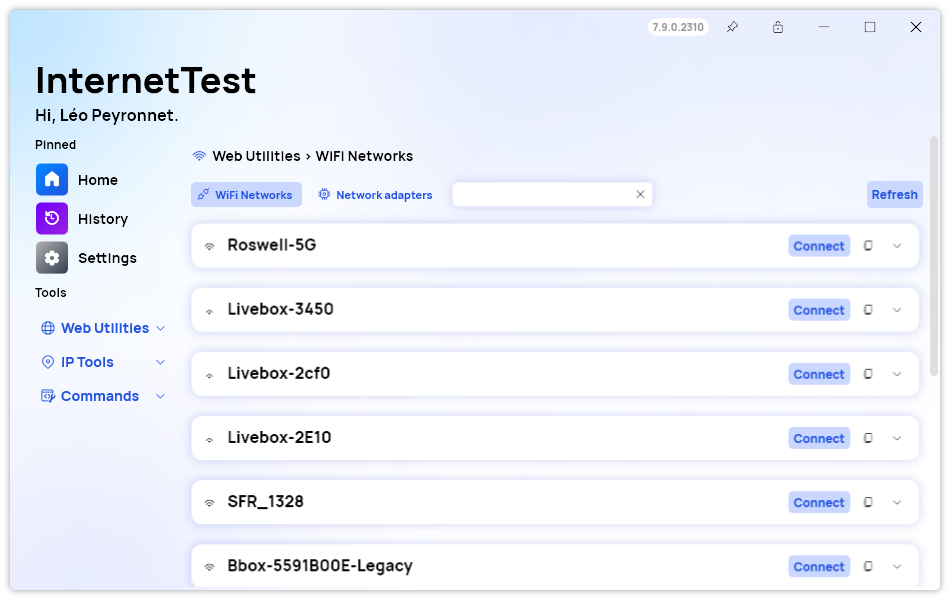 7.9.0.2310
InternetTest
Hi, Léo Peyronnet.
Pinned
Home
History
Settings
Tools
Web Utilities
IP Tools
Commands
Web Utilities > WiFi Networks
WiFi Networks
Network adapters
Refresh
Roswell-5G
Connect
Livebox-3450
Connect
Livebox-2cf0
Connect
Livebox-2E10
Connect
SFR_1328
Connect
Bbox-5591B00E-Legacy
Connect